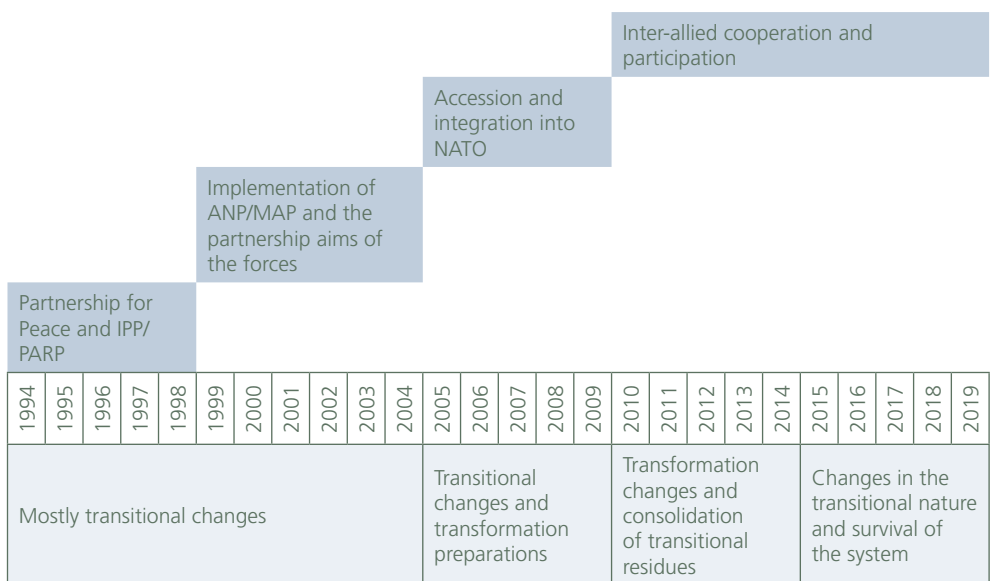 Inter-allied cooperation and
participation
Accession and
integration into
NATO
Implementation of
ANP/MAP and the
partnership aims of
the forces
Partnership for
Peace and IPP/
PARP
1994 1995 1996 1997 1998 1999 2000 2001 2002 2003 2004 2005 2006 2007 2008 2009 2010 2011 2012 2013 2014 2015 2016 2017 2018 2019
Mostly transitional changes
Transitional
changes and
transformation
preparations
Transformation
changes and
consolidation
of transitional
residues
Changes in the
transitional nature
and survival of
the system